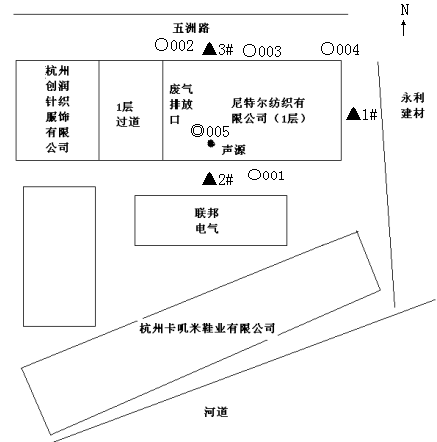 五洲路
N
○002
▲3#
○003
○004
杭州
创润
针织
服饰
有限
公司
1层
过道
废气
排放
口
尼特尔纺织有
限公司（1层）
◎005
声源
▲1#
永利
建材
▲2#
○001
联邦
电气
杭州卡叽米鞋业有限公司
河道